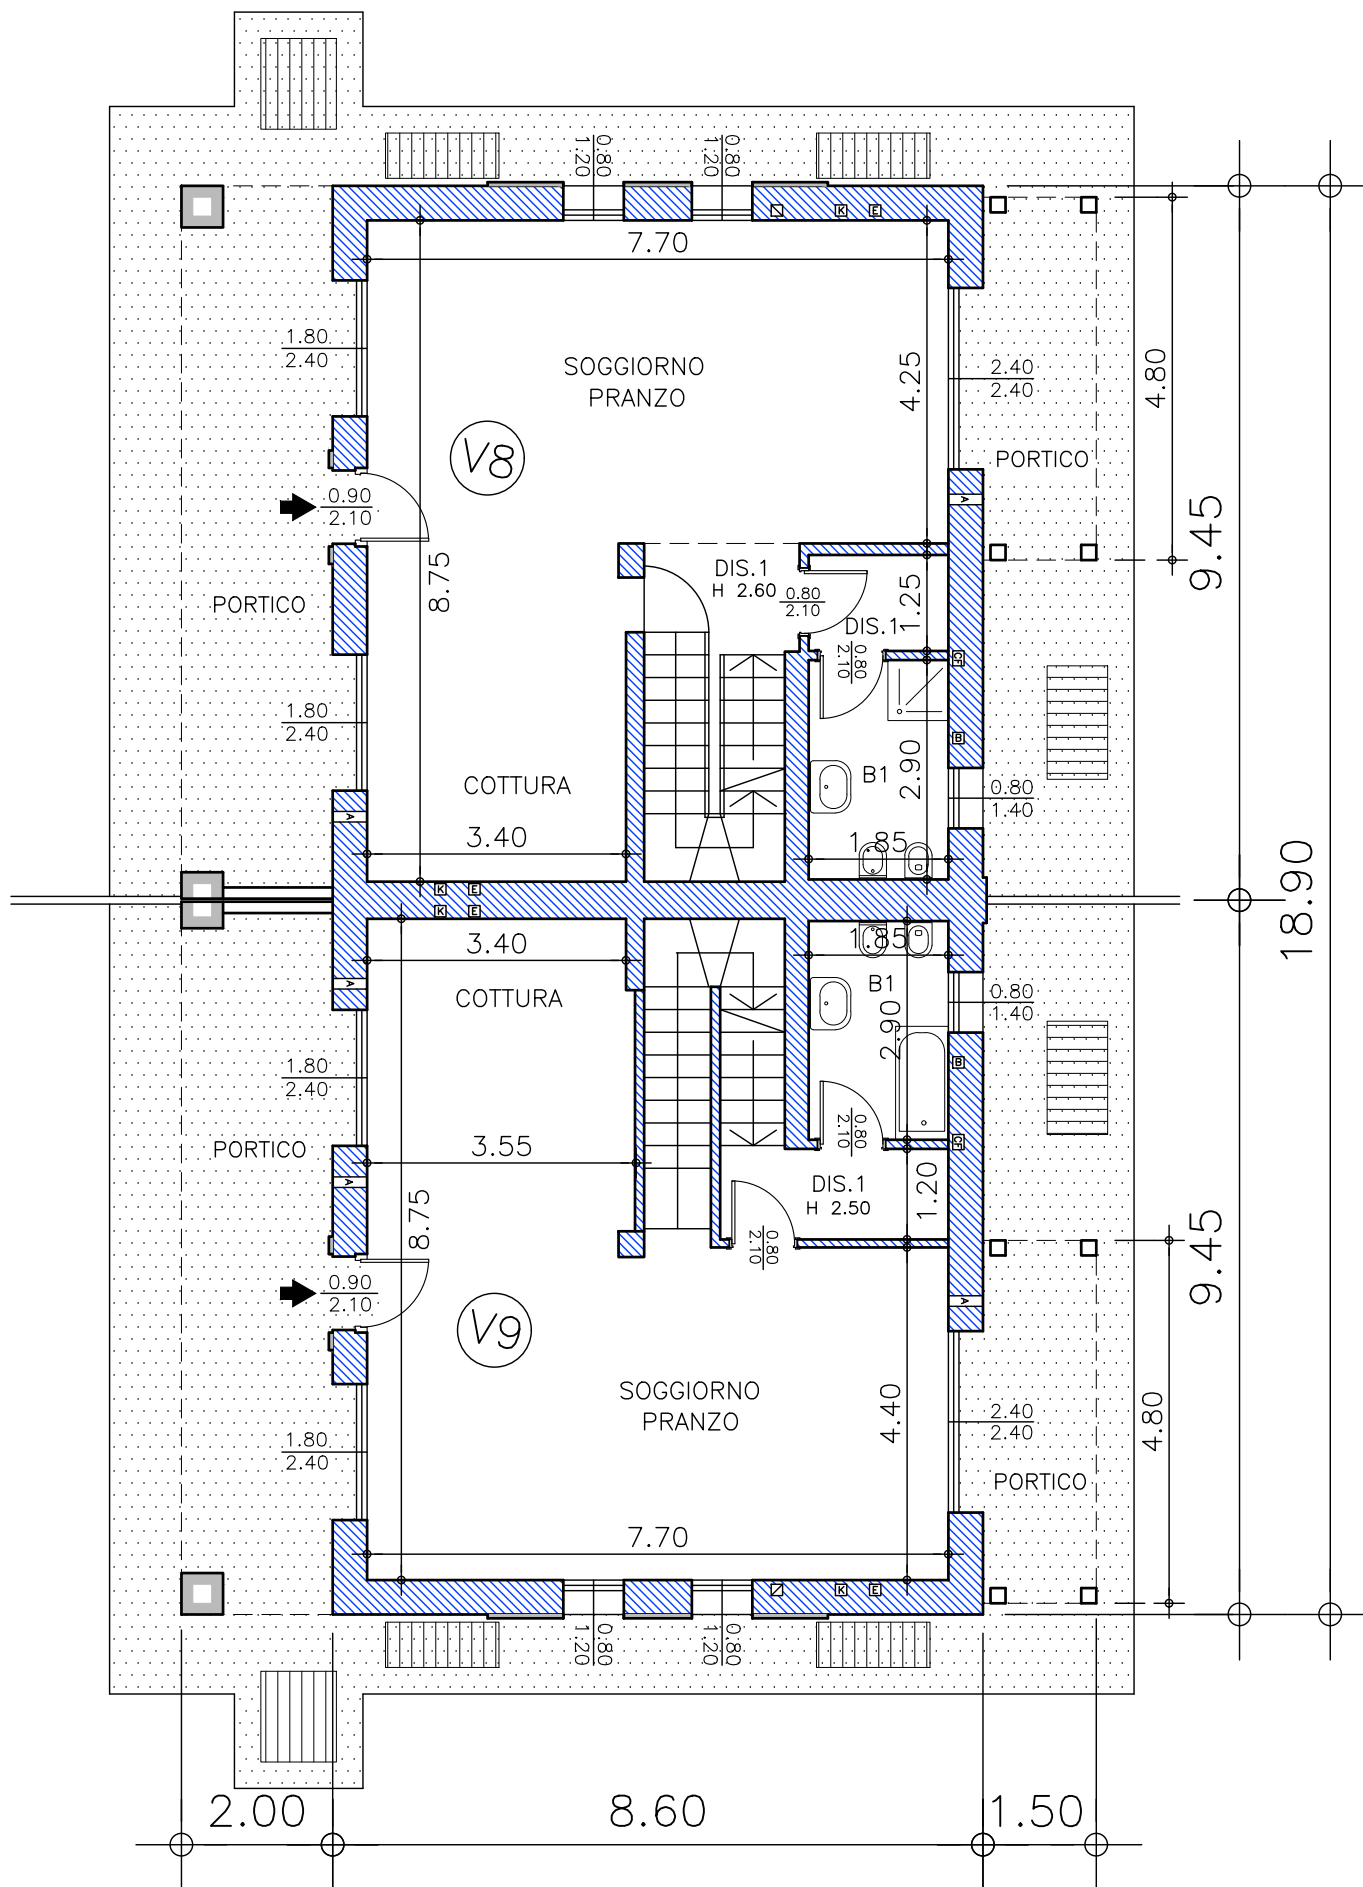 0.80
1.20
0.80
1.20
K
E
7.70
1.80
2.40
SOGGIORNO
PRANZO
4.25
2.40
2.40
4.80
V8
PORTICO
A
0.90
2.10
9.45
8.75
DIS.1
H 2.60
0.80
2.10
1.25
PORTICO
DIS.1
0.80
2.10
CF
1.80
2.40
B
COTTURA
B1
2.90
0.80
1.40
A
3.40
1.85
K
E
K
E
18.90
3.40
1.85
A
COTTURA
B1
0.80
1.40
2.90
1.80
2.40
B
PORTICO
3.55
0.80
2.10
CF
A
DIS.1
H 2.50
1.20
8.75
0.80
2.10
9.45
0.90
2.10
A
V9
SOGGIORNO
PRANZO
4.40
2.40
2.40
4.80
1.80
2.40
PORTICO
7.70
K
E
0.80
1.20
0.80
1.20
2.00
8.60
1.50